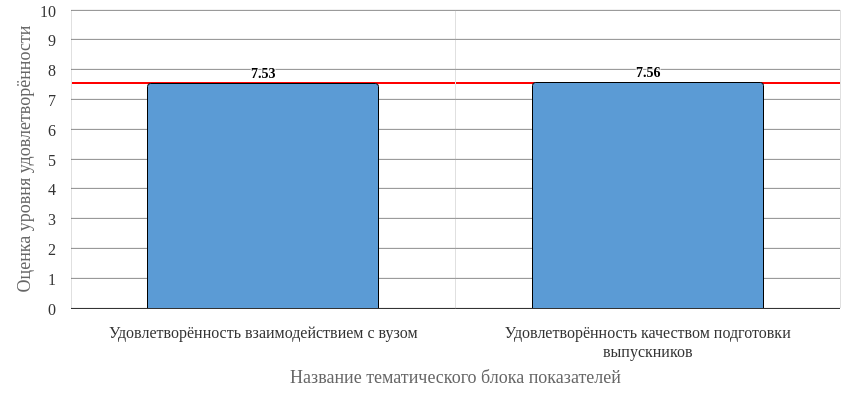 10
9
8
7
6
5
4
3
2
1
0
Оценка уровня удовлетворённости
7.53
7.56
Удовлетворённость взаимодействием с вузом
Удовлетворённость качеством подготовки
выпускников
Название тематического блока показателей